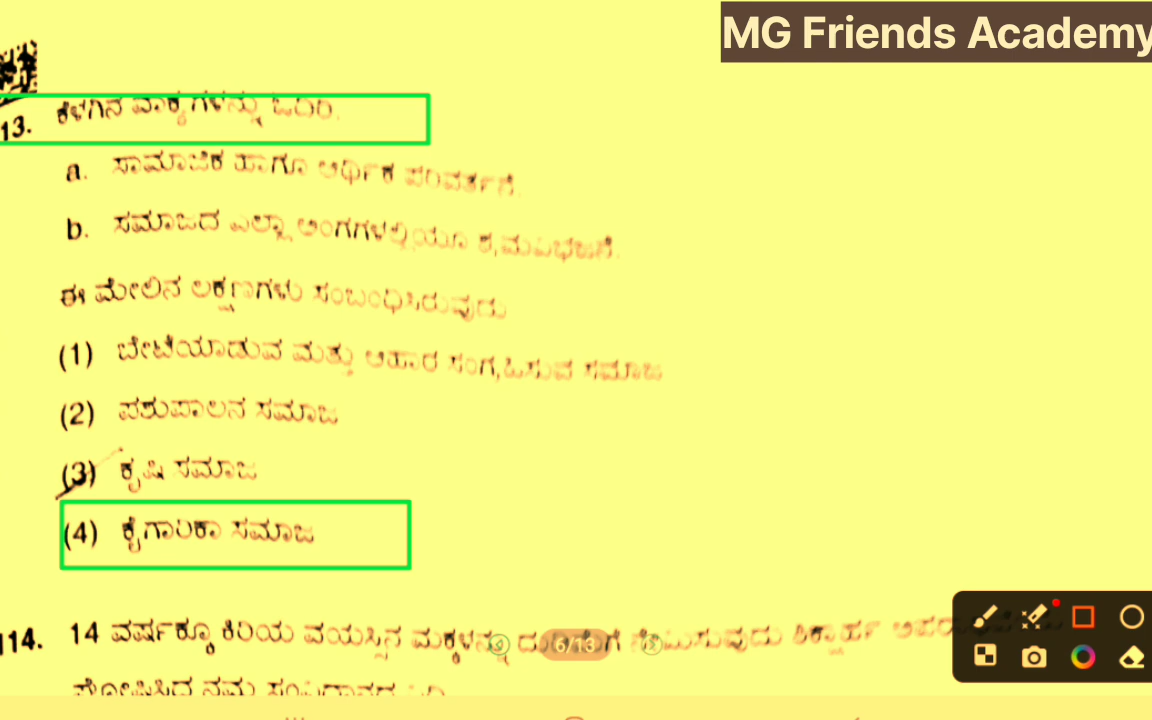 MG Friends Academy
13. ಕೆಳಗಿನ ವಾಕ್ಯಗಳನ್ನು ಓದಿರಿ.
a. ಸಾಮಾಜಿಕ ಹಾಗೂ ಆರ್ಥಿಕ ಪರಿವರ್ತನೆ.
b. ಸಮಾಜದ ಎಲ್ಲಾ ಅಂಗಗಳಲ್ಲಿಯೂ ಶ್ರಮವಿಭಜನೆ.
ಈ ಮೇಲಿನ ಲಕ್ಷಣಗಳು ಸಂಬಂಧಿಸಿರುವುದು
(1) ಬೇಟೆಯಾಡುವ ಮತ್ತು ಆಹಾರ ಸಂಗ್ರಹಿಸುವ ಸಮಾಜ
(2) ಪಶುಪಾಲನ ಸಮಾಜ
(3) ಕೃಷಿ ಸಮಾಜ
(4) ಕೈಗಾರಿಕಾ ಸಮಾಜ
114. 14 ವರ್ಷಕ್ಕೂ ಕಿರಿಯ ವಯಸ್ಸಿನ ಮಕ್ಕಳನ್ನು ನೇಮಿಸುವುದು ಶಿಕ್ಷಾರ್ಹ
6/13